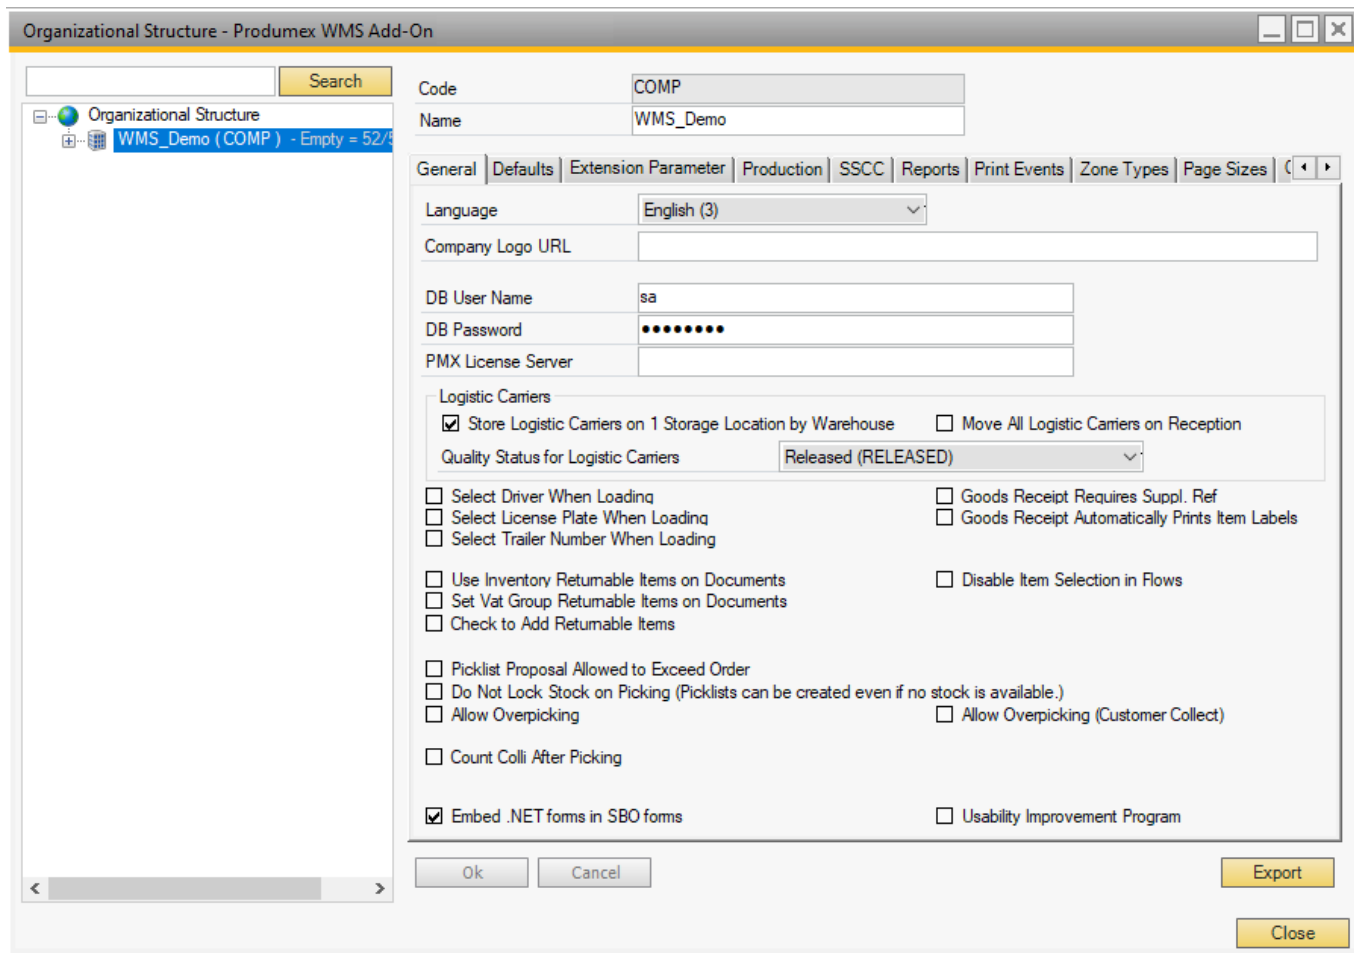 Organizational Structure - Produmex WMS Add-On
Search
Organizational Structure
WMS_Demo ( COMP ) - Empty = 52/5
Code COMP
Name WMS_Demo
General Defaults Extension Parameter Production SSCC Reports Print Events Zone Types Page Sizes
Language English (3)
Company Logo URL
DB User Name sa
DB Password ●●●●●●●●
PMX License Server
Logistic Carriers
Store Logistic Carriers on 1 Storage Location by Warehouse Move All Logistic Carriers on Reception
Quality Status for Logistic Carriers Released (RELEASED)
Select Driver When Loading Goods Receipt Requires Suppl. Ref
Select License Plate When Loading Goods Receipt Automatically Prints Item Labels
Select Trailer Number When Loading
Use Inventory Returnable Items on Documents Disable Item Selection in Flows
Set Vat Group Returnable Items on Documents
Check to Add Returnable Items
Picklist Proposal Allowed to Exceed Order
Do Not Lock Stock on Picking (Picklists can be created even if no stock is available.)
Allow Overpicking Allow Overpicking (Customer Collect)
Count Colli After Picking
Embed .NET forms in SBO forms Usability Improvement Program
Ok Cancel Export
Close